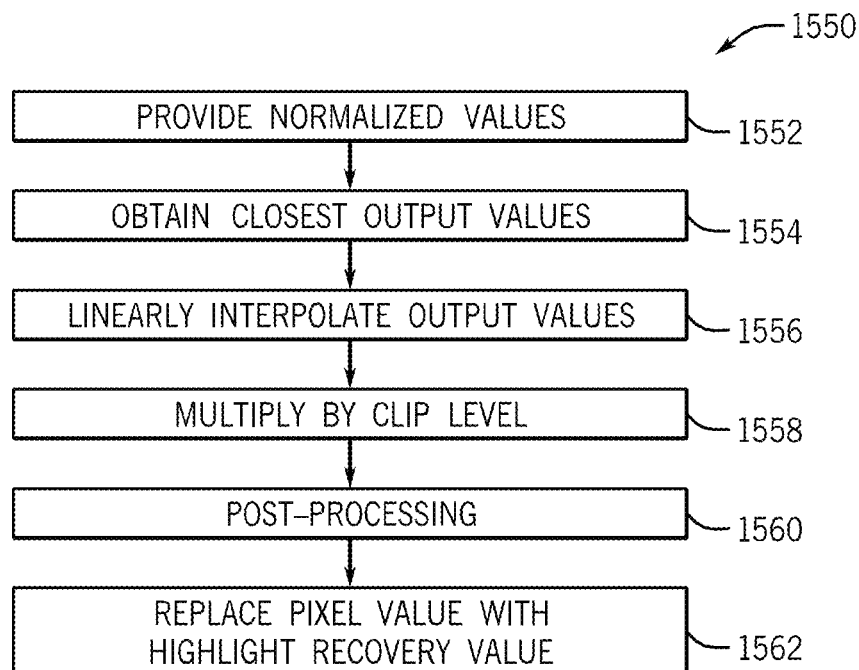 1550
PROVIDE NORMALIZED VALUES
1552
OBTAIN CLOSEST OUTPUT VALUES
1554
LINEARLY INTERPOLATE OUTPUT VALUES
1556
MULTIPLY BY CLIP LEVEL
1558
POST-PROCESSING
1560
REPLACE PIXEL VALUE WITH
HIGHLIGHT RECOVERY VALUE
1562